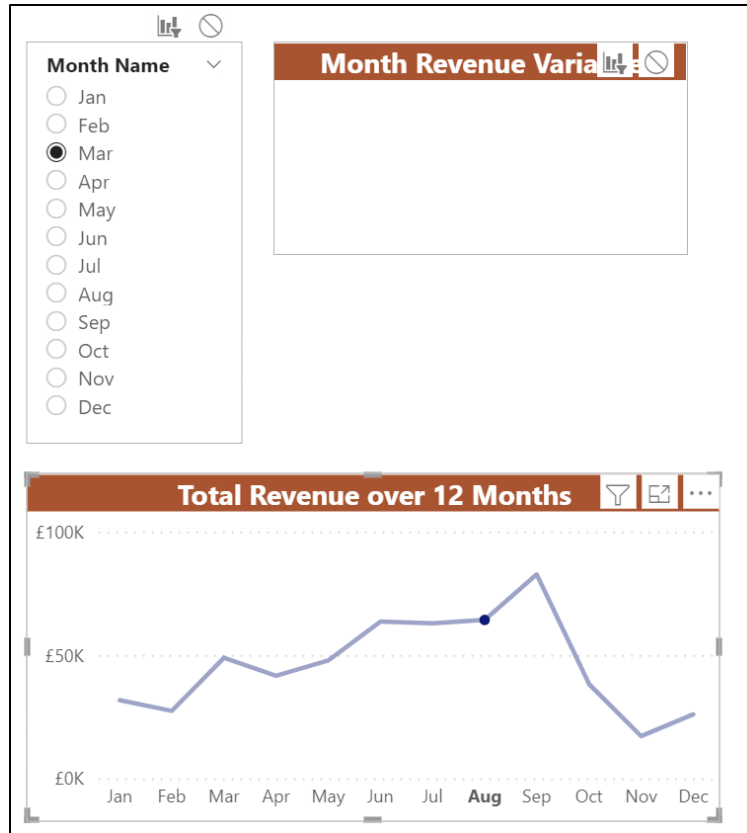 Month Name
Jan
Feb
Mar
Apr
May
Jun
Jul
Aug
Sep
Oct
Nov
Dec
Month Revenue
Total Revenue over 12 Months
£100K
£50K
£0K
Jan Feb Mar Apr May Jun Jul Aug Sep Oct Nov Dec